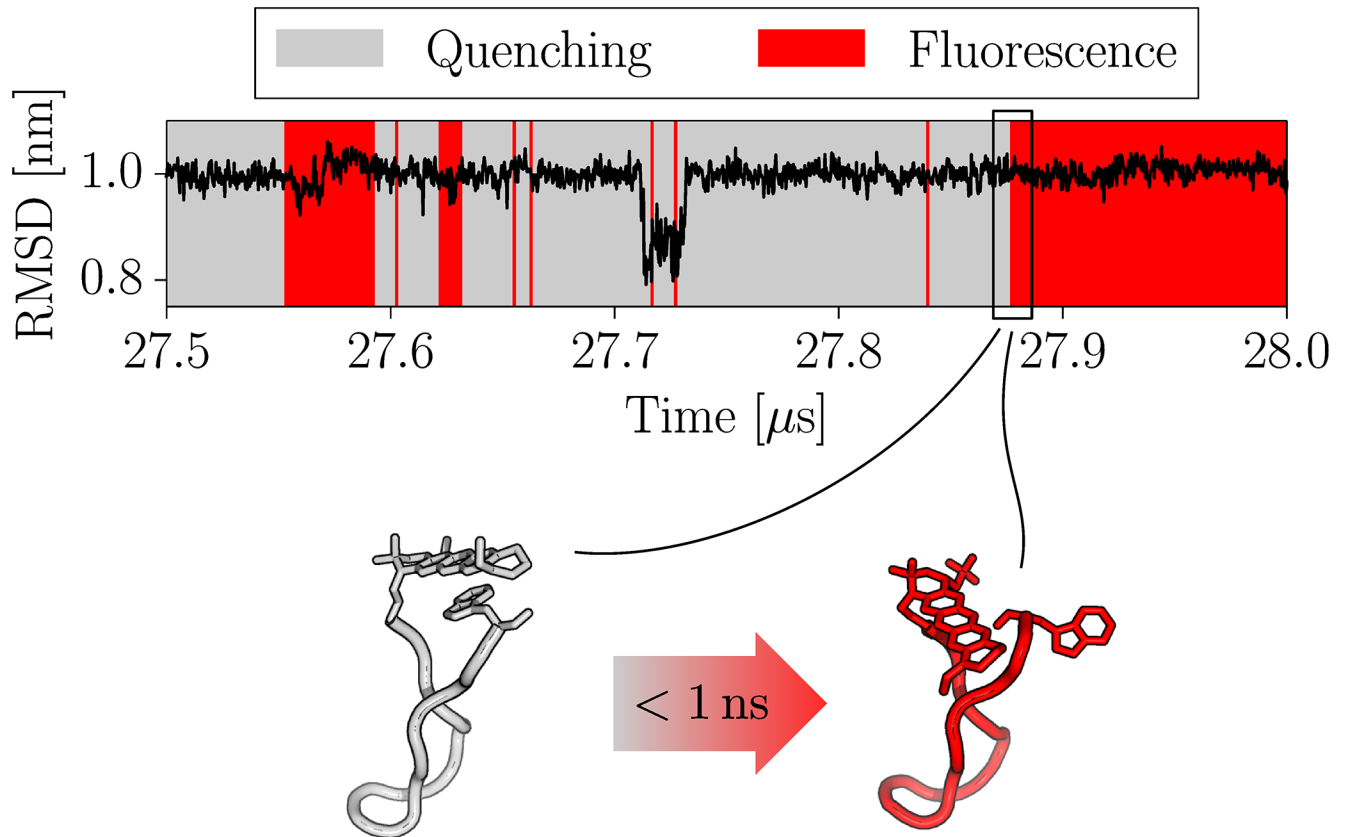 Quenching Fluorescence
RMSD [nm]
1.0
0.8
27.5 27.6 27.7 27.8 27.9 28.0
Time [μs]
< 1 ns